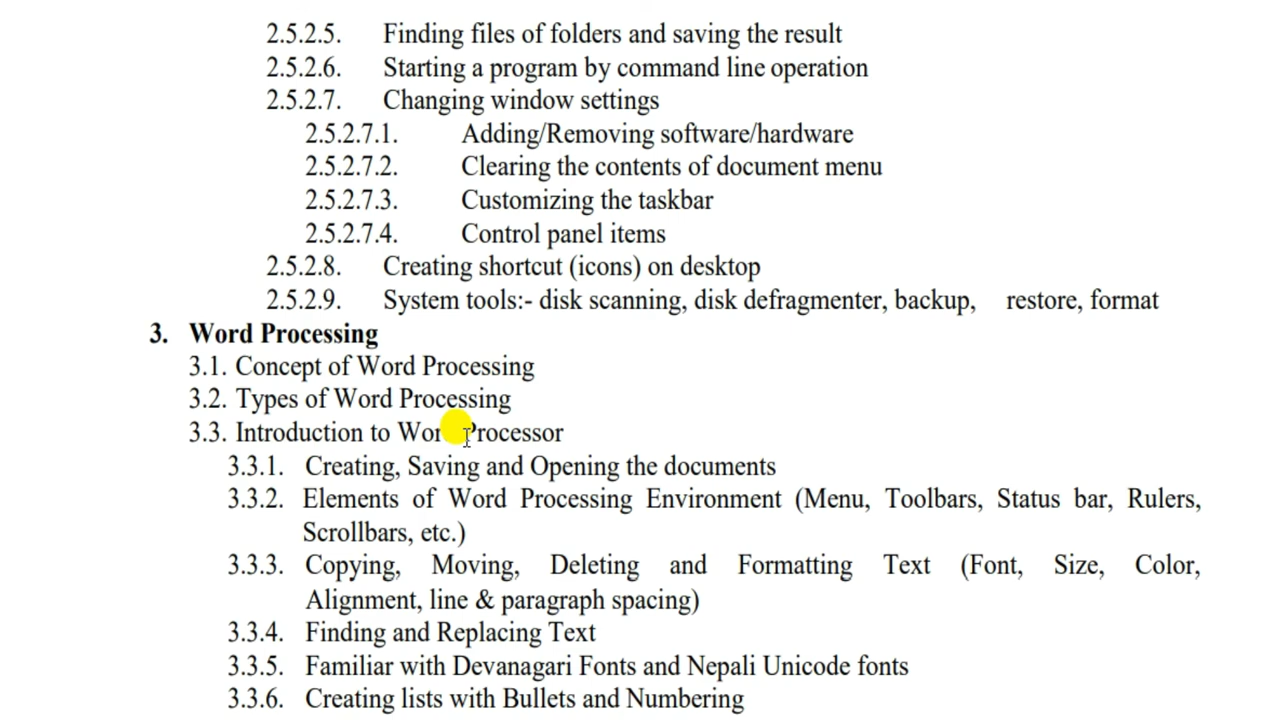 2.5.2.5. Finding files of folders and saving the result
2.5.2.6. Starting a program by command line operation
2.5.2.7. Changing window settings
2.5.2.7.1. Adding/Removing software/hardware
2.5.2.7.2. Clearing the contents of document menu
2.5.2.7.3. Customizing the taskbar
2.5.2.7.4. Control panel items
2.5.2.8. Creating shortcut (icons) on desktop
2.5.2.9. System tools:- disk scanning, disk defragmenter, backup, restore, format
3. Word Processing
3.1. Concept of Word Processing
3.2. Types of Word Processing
3.3. Introduction to Word Processor
3.3.1. Creating, Saving and Opening the documents
3.3.2. Elements of Word Processing Environment (Menu, Toolbars, Status bar, Rulers,
Scrollbars, etc.)
3.3.3. Copying, Moving, Deleting and Formatting Text (Font, Size, Color,
Alignment, line & paragraph spacing)
3.3.4. Finding and Replacing Text
3.3.5. Familiar with Devanagari Fonts and Nepali Unicode fonts
3.3.6. Creating lists with Bullets and Numbering